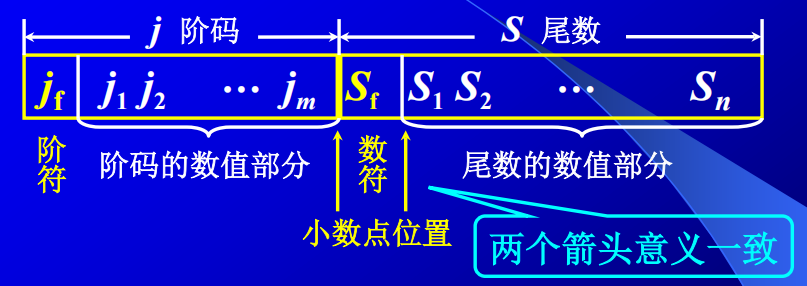 j 阶码 S 尾数
jf j1 j2 … jm Sf S1 S2 … Sn
阶符 阶码的数值部分 数符 尾数的数值部分
小数点位置
两个箭头意义一致